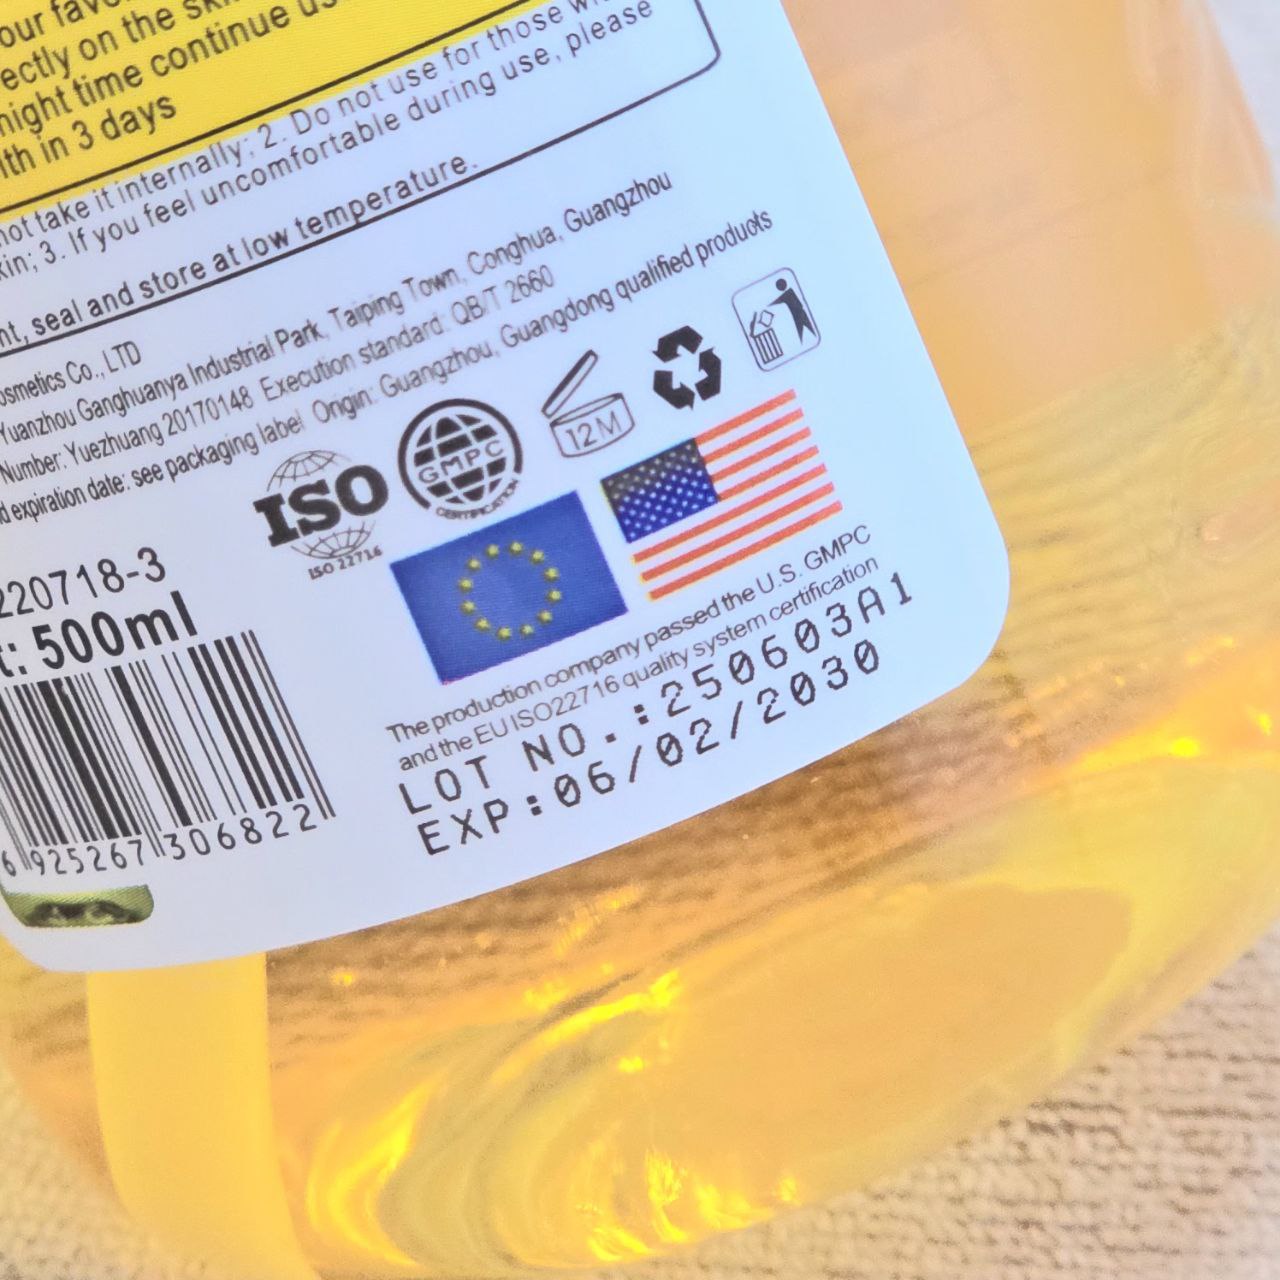 our favo
ectly on the skin
night time continue us
lth in 3 days
not take it internally; 2. Do not use for those wi
kin; 3. If you feel uncomfortable during use, please
nt, seal and store at low temperature.
osmetics Co., LTD
Yuanzhou Ganghuanya Industrial Park, Taiping Town, Conghua, Guangzhou
Number: Yuezhuang 20170148 Execution standard: QB/T 2660
d expiration date: see packaging label Origin: Guangzhou, Guangdong qualified products
ISO
ISO 22716
GMPC
CERTIFICATION
12M
220718-3
t: 500ml
6 925267 306822
The production company passed the U.S. GMPC
and the EU ISO22716 quality system certification
LOT NO.:250603A1
EXP:06/02/2030